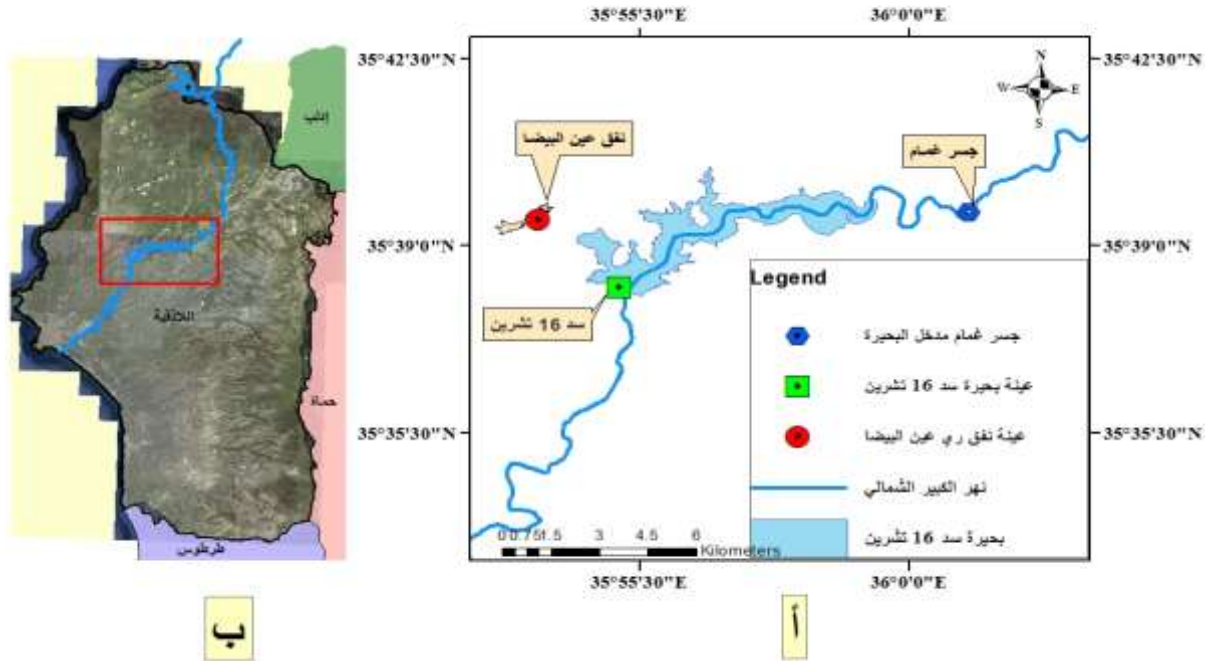 35°55'30"E
36°0'0"E
35°42'30"N
35°42'30"N
N
W E
S
نفق عين البيضا
جسر غمام
35°39'0"N
35°39'0"N
سد 16 تشرين
35°35'30"N
35°35'30"N
Legend
جسر غمام مدخل البحيرة
عينة بحيرة سد 16 تشرين
عينة نفق ري عين البيضا
نهر الكبير الشمالي
بحيرة سد 16 تشرين
0 0.75 1.5 3 4.5 6
Kilometers
35°55'30"E
36°0'0"E
أ
إدلب
اللاذقية
حماة
طرطوس
ب